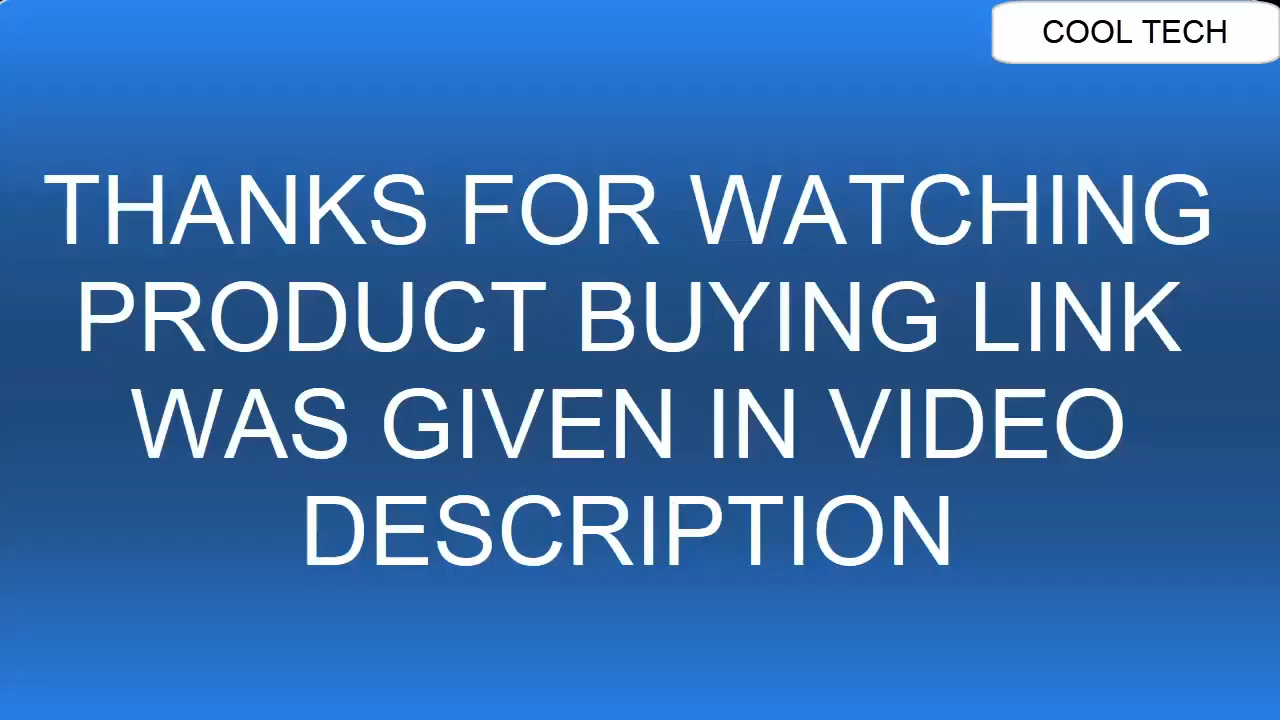 COOL TECH
THANKS FOR WATCHING
PRODUCT BUYING LINK
WAS GIVEN IN VIDEO
DESCRIPTION